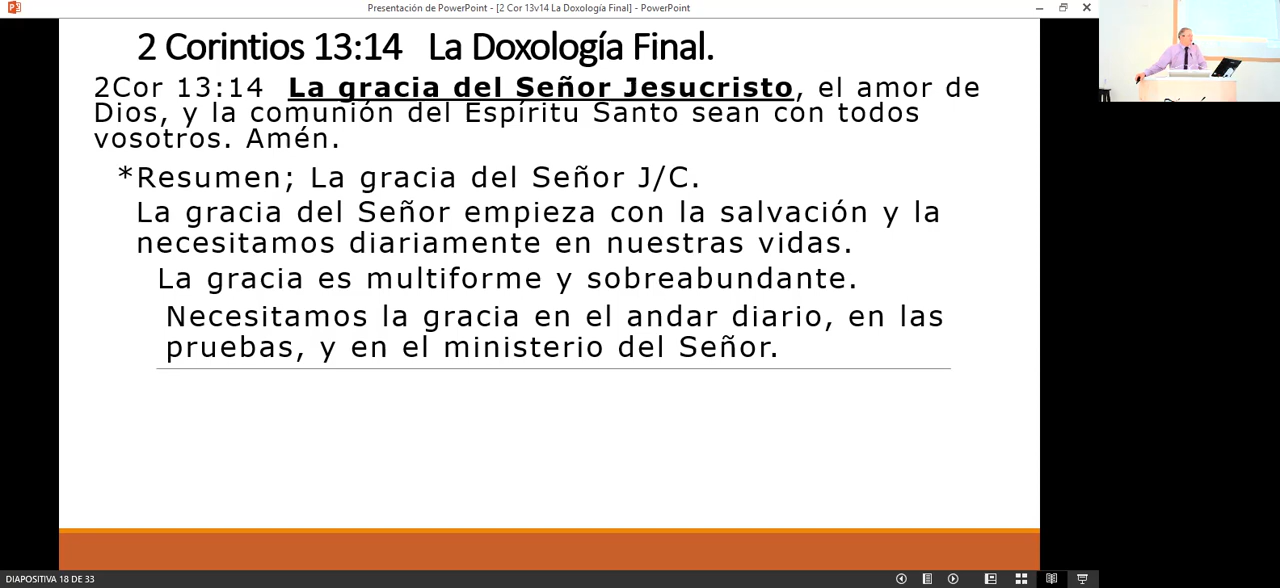 Presentación de PowerPoint - [2 Cor 13v14 La Doxología Final] - PowerPoint
2 Corintios 13:14 La Doxología Final.
2Cor 13:14 La gracia del Señor Jesucristo, el amor de
Dios, y la comunión del Espíritu Santo sean con todos
vosotros. Amén.
*Resumen; La gracia del Señor J/C.
La gracia del Señor empieza con la salvación y la
necesitamos diariamente en nuestras vidas.
La gracia es multiforme y sobreabundante.
Necesitamos la gracia en el andar diario, en las
pruebas, y en el ministerio del Señor.
DIAPOSITIVA 18 DE 33